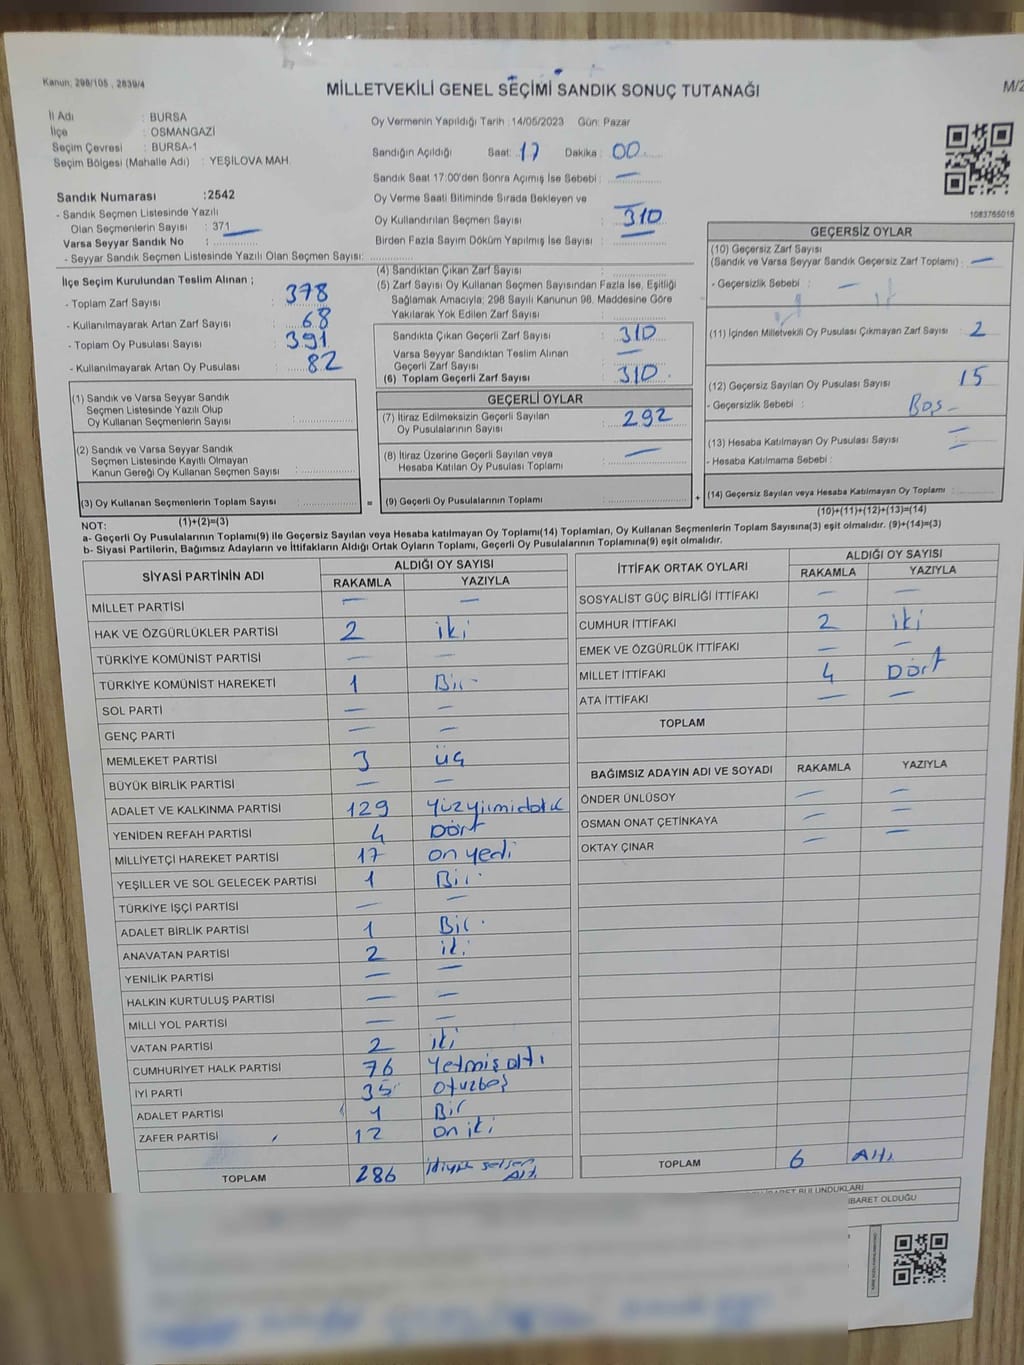 Kanun; 298/105 , 2839/4
MİLLETVEKİLİ GENEL SEÇİMİ SANDIK SONUÇ TUTANAĞI
M/2
İl Adı : BURSA
İlçe : OSMANGAZİ
Seçim Çevresi : BURSA-1
Seçim Bölgesi (Mahalle Adı) : YEŞİLOVA MAH.
Sandık Numarası :2542
- Sandık Seçmen Listesinde Yazılı
Olan Seçmenlerin Sayısı : 371
Varsa Seyyar Sandık No :
- Seyyar Sandık Seçmen Listesinde Yazılı Olan Seçmen Sayısı:
Oy Vermenin Yapıldığı Tarih :14/05/2023 Gün: Pazar
Sandığın Açıldığı Saat: 17 Dakika : 00
Sandık Saat 17:00'den Sonra Açımış İse Sebebi : —
Oy Verme Saati Bitiminde Sırada Bekleyen ve
Oy Kullandırılan Seçmen Sayısı : 310
Birden Fazla Sayım Döküm Yapılmış İse Sayısı :
1083765016
İlçe Seçim Kurulundan Teslim Alınan ;
- Toplam Zarf Sayısı : 378
- Kullanılmayarak Artan Zarf Sayısı : 68
- Toplam Oy Pusulası Sayısı : 391
- Kullanılmayarak Artan Oy Pusulası : 82
(1) Sandık ve Varsa Seyyar Sandık
Seçmen Listesinde Yazılı Olup
Oy Kullanan Seçmenlerin Sayısı :
(2) Sandık ve Varsa Seyyar Sandık
Seçmen Listesinde Kayıtlı Olmayan
Kanun Gereği Oy Kullanan Seçmen Sayısı :
(3) Oy Kullanan Seçmenlerin Toplam Sayısı : =
(1)+(2)=(3)
(4) Sandıktan Çıkan Zarf Sayısı :
(5) Zarf Sayısı Oy Kullanan Seçmen Sayısından Fazla İse, Eşitliği
Sağlamak Amacıyla; 298 Sayılı Kanunun 98. Maddesine Göre
Yakılarak Yok Edilen Zarf Sayısı :
Sandıkta Çıkan Geçerli Zarf Sayısı : 310
Varsa Seyyar Sandıktan Teslim Alınan
Geçerli Zarf Sayısı : —
(6) Toplam Geçerli Zarf Sayısı : 310
GEÇERLİ OYLAR
(7) İtiraz Edilmeksizin Geçerli Sayılan
Oy Pusulalarının Sayısı : 292
(8) İtiraz Üzerine Geçerli Sayılan veya
Hesaba Katılan Oy Pusulası Toplamı : —
(9) Geçerli Oy Pusulalarının Toplamı : +
GEÇERSİZ OYLAR
(10) Geçersiz Zarf Sayısı
(Sandık ve Varsa Seyyar Sandık Geçersiz Zarf Toplamı) : —
- Geçersizlik Sebebi : —
(11) İçinden Milletvekili Oy Pusulası Çıkmayan Zarf Sayısı : 2
(12) Geçersiz Sayılan Oy Pusulası Sayısı : 15
- Geçersizlik Sebebi : Boş
(13) Hesaba Katılmayan Oy Pusulası Sayısı : —
- Hesaba Katılmama Sebebi : —
(14) Geçersiz Sayılan veya Hesaba Katılmayan Oy Toplamı :
(10)+(11)+(12)+(13)=(14)
NOT:
a- Geçerli Oy Pusulalarının Toplamı(9) ile Geçersiz Sayılan veya Hesaba katılmayan Oy Toplamı(14) Toplamları, Oy Kullanan Seçmenlerin Toplam Sayısına(3) eşit olmalıdır. (9)+(14)=(3)
b- Siyasi Partilerin, Bağımsız Adayların ve İttifakların Aldığı Ortak Oyların Toplamı, Geçerli Oy Pusulalarının Toplamına(9) eşit olmalıdır.
SİYASİ PARTİNİN ADI ALDIĞI OY SAYISI
RAKAMLA YAZIYLA
MİLLET PARTİSİ — —
HAK VE ÖZGÜRLÜKLER PARTİSİ 2 iki
TÜRKİYE KOMÜNİST PARTİSİ — —
TÜRKİYE KOMÜNİST HAREKETİ 1 Bir
SOL PARTİ — —
GENÇ PARTİ — —
MEMLEKET PARTİSİ 3 üç
BÜYÜK BİRLİK PARTİSİ — —
ADALET VE KALKINMA PARTİSİ 129
YENİDEN REFAH PARTİSİ 4 Dört
MİLLİYETÇİ HAREKET PARTİSİ 17 on yedi
YEŞİLLER VE SOL GELECEK PARTİSİ 1 Bir
TÜRKİYE İŞÇİ PARTİSİ — —
ADALET BİRLİK PARTİSİ 1 Bir
ANAVATAN PARTİSİ 2 iki
YENİLİK PARTİSİ — —
HALKIN KURTULUŞ PARTİSİ — —
MİLLİ YOL PARTİSİ — —
VATAN PARTİSİ 2 iki
CUMHURİYET HALK PARTİSİ 76 Yetmiş altı
İYİ PARTİ 35 otuzbeş
ADALET PARTİSİ 1 Bir
ZAFER PARTİSİ 12 on iki
TOPLAM 286
İTTİFAK ORTAK OYLARI ALDIĞI OY SAYISI
RAKAMLA YAZIYLA
SOSYALİST GÜÇ BİRLİĞİ İTTİFAKI — —
CUMHUR İTTİFAKI 2 iki
EMEK VE ÖZGÜRLÜK İTTİFAKI — —
MİLLET İTTİFAKI 4 Dört
ATA İTTİFAKI — —
TOPLAM
BAĞIMSIZ ADAYIN ADI VE SOYADI RAKAMLA YAZIYLA
ÖNDER ÜNLÜSOY — —
OSMAN ONAT ÇETİNKAYA — —
OKTAY ÇINAR — —
TOPLAM 6 Altı
BULUNDUKLARI
İBARET OLDUĞU